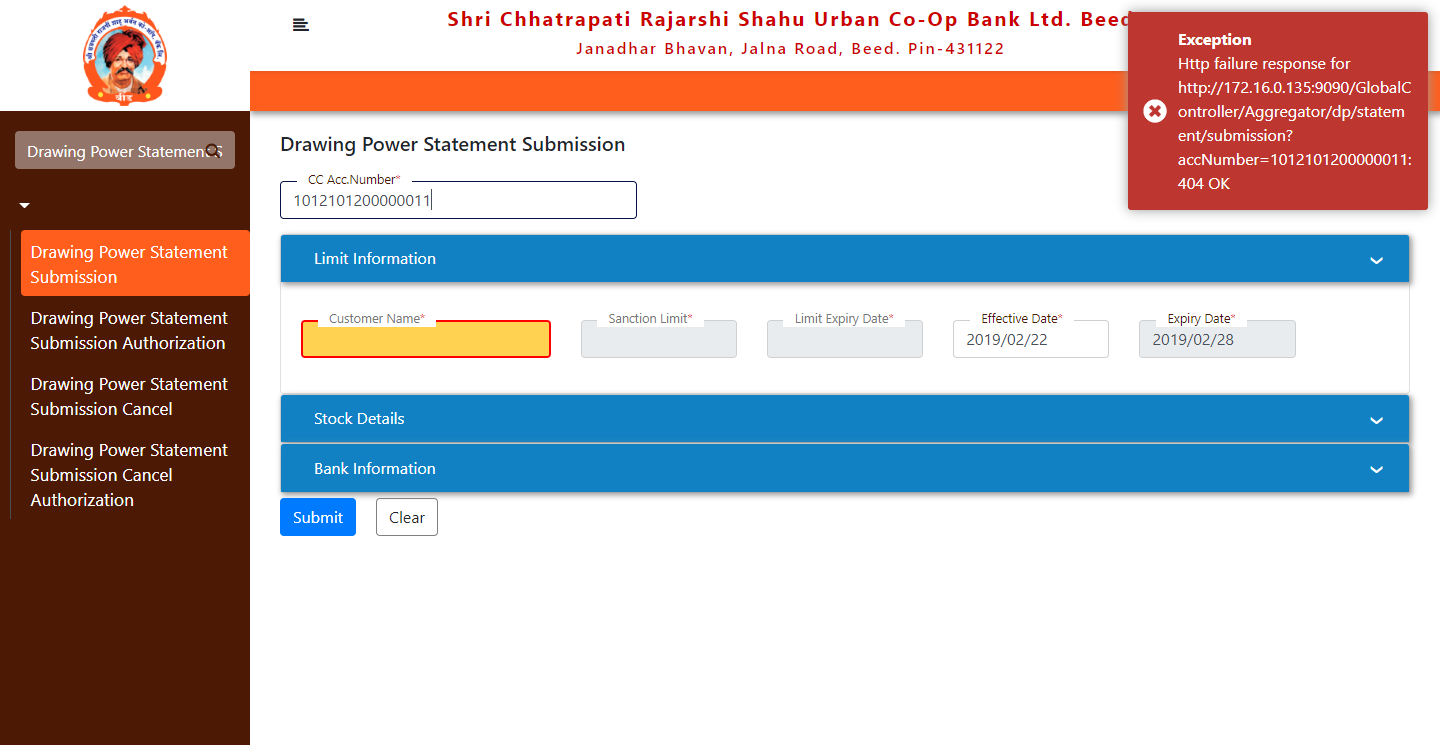 Shri Chhatrapati Rajarshi Shahu Urban Co-Op Bank Ltd. Beed
Janadhar Bhavan, Jalna Road, Beed. Pin-431122
Exception
Http failure response for
http://172.16.0.135:9090/GlobalC
ontroller/Aggregator/dp/statem
ent/submission?
accNumber=1012101200000011:
404 OK
बीड
Drawing Power Statement S
Drawing Power Statement
Submission
Drawing Power Statement
Submission Authorization
Drawing Power Statement
Submission Cancel
Drawing Power Statement
Submission Cancel
Authorization
Drawing Power Statement Submission
CC Acc.Number*
1012101200000011
Limit Information
Customer Name*
Sanction Limit*
Limit Expiry Date*
Effective Date*
2019/02/22
Expiry Date*
2019/02/28
Stock Details
Bank Information
Submit
Clear